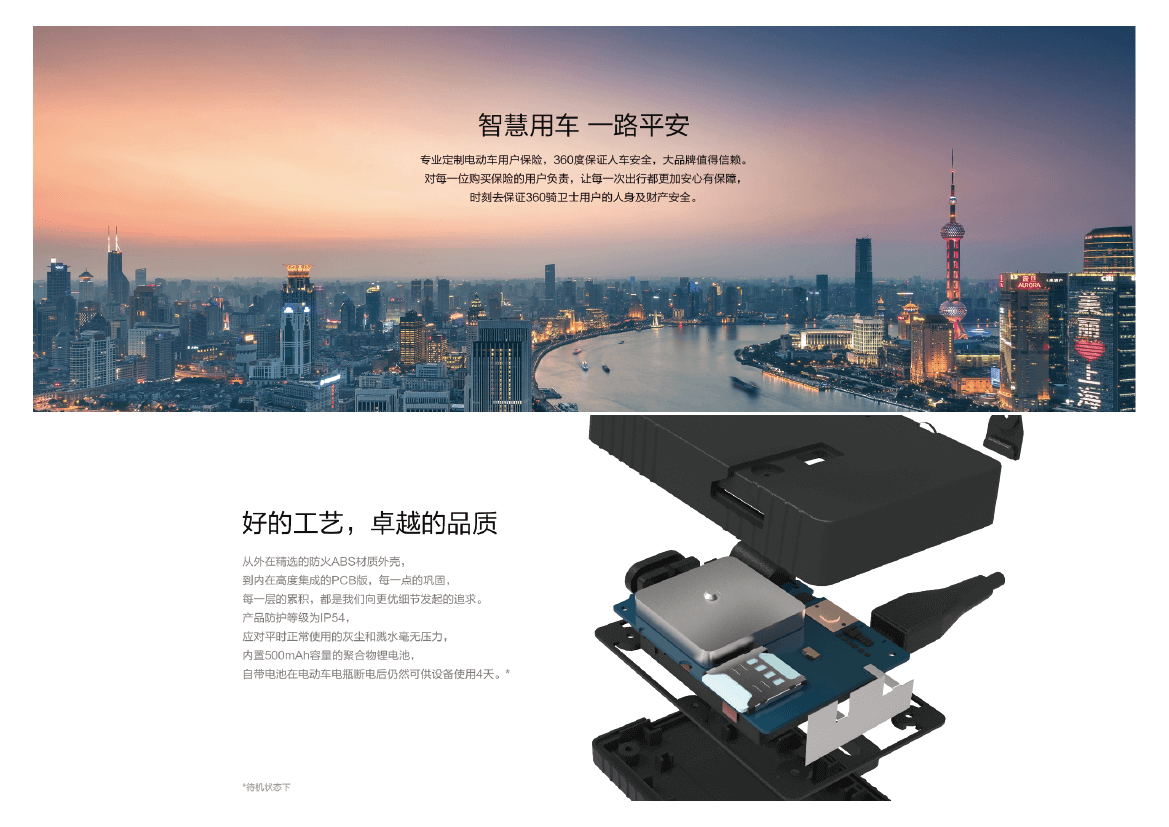 智慧用车 一路平安
专业定制电动车用户保险，360度保证人车安全，大品牌值得信赖。
对每一位购买保险的用户负责，让每一次出行都更加安心有保障，
时刻去保证360骑卫士用户的人身及财产安全。
AURORA
好的工艺，卓越的品质
从外在精选的防火ABS材质外壳，
到内在高度集成的PCB版，每一点的巩固，
每一层的累积，都是我们向更优细节发起的追求。
产品防护等级为IP54，
应对平时正常使用的灰尘和溅水毫无压力，
内置500mAh容量的聚合物锂电池，
自带电池在电动车电瓶断电后仍然可供设备使用4天。*
*待机状态下